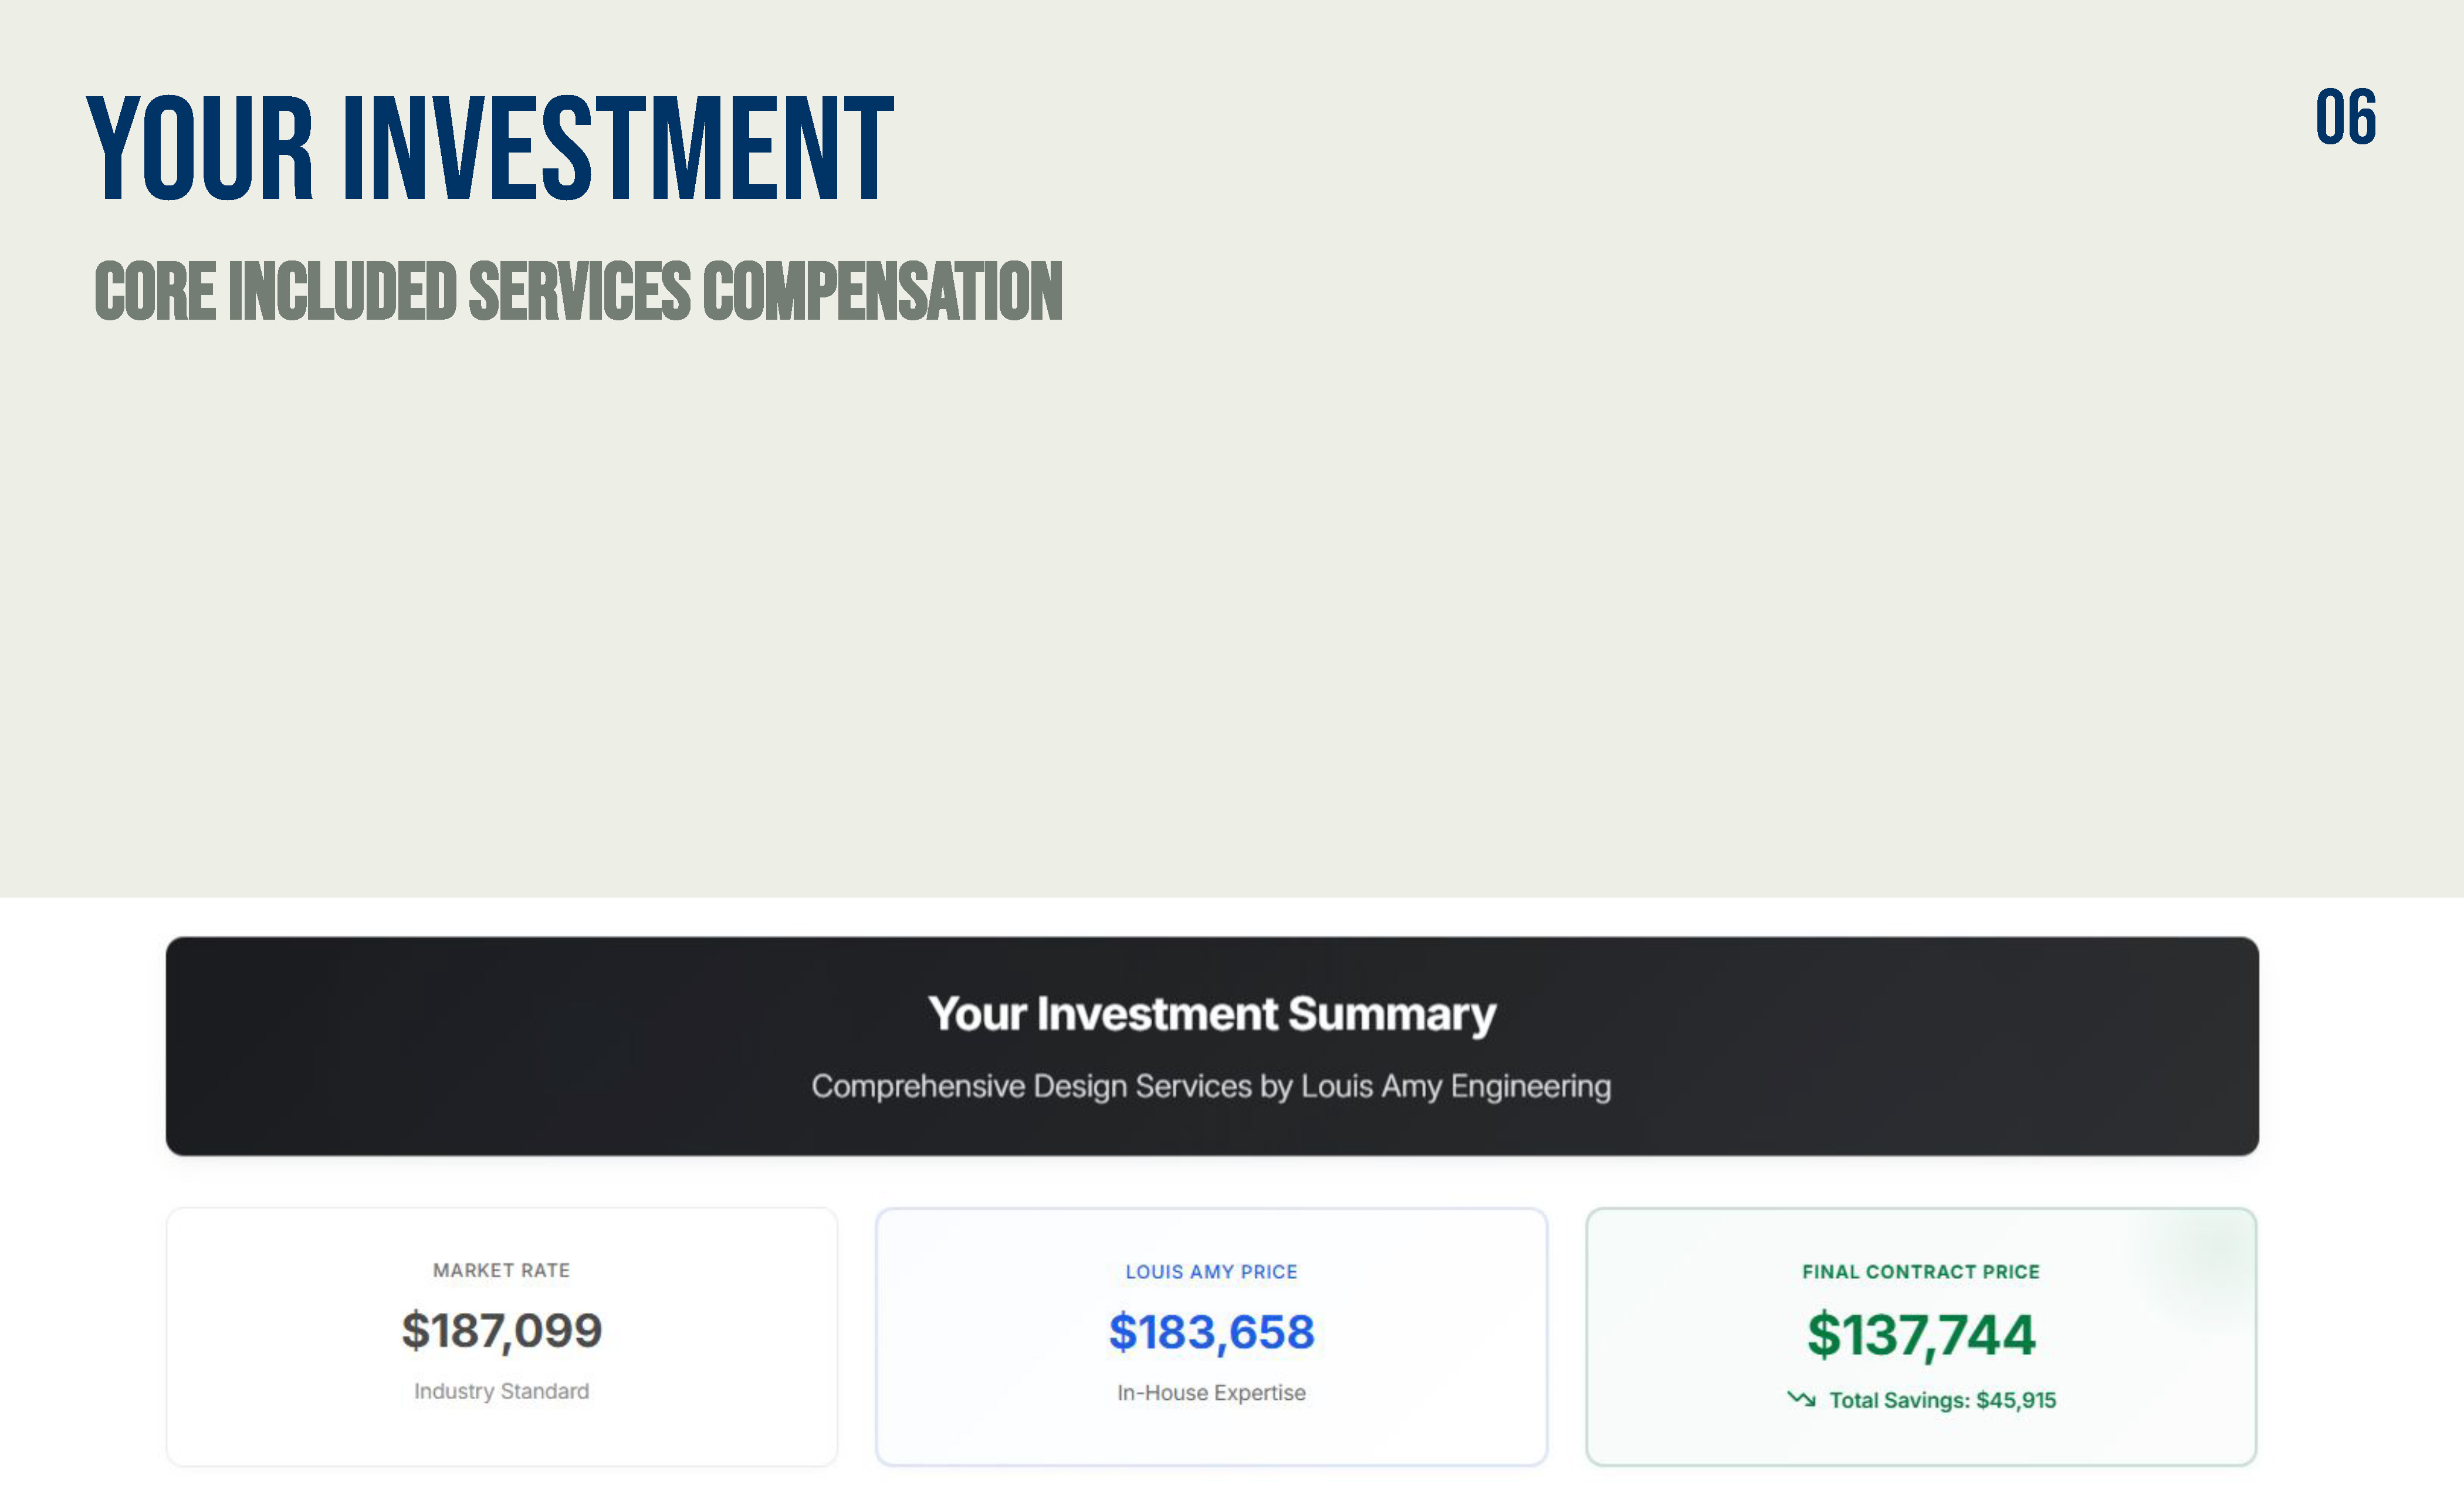 YOUR INVESTMENT
06
CORE INCLUDED SERVICES COMPENSATION
Your Investment Summary
Comprehensive Design Services by Louis Amy Engineering
MARKET RATE
$187,099
Industry Standard
LOUIS AMY PRICE
$183,658
In-House Expertise
FINAL CONTRACT PRICE
$137,744
Total Savings: $45,915